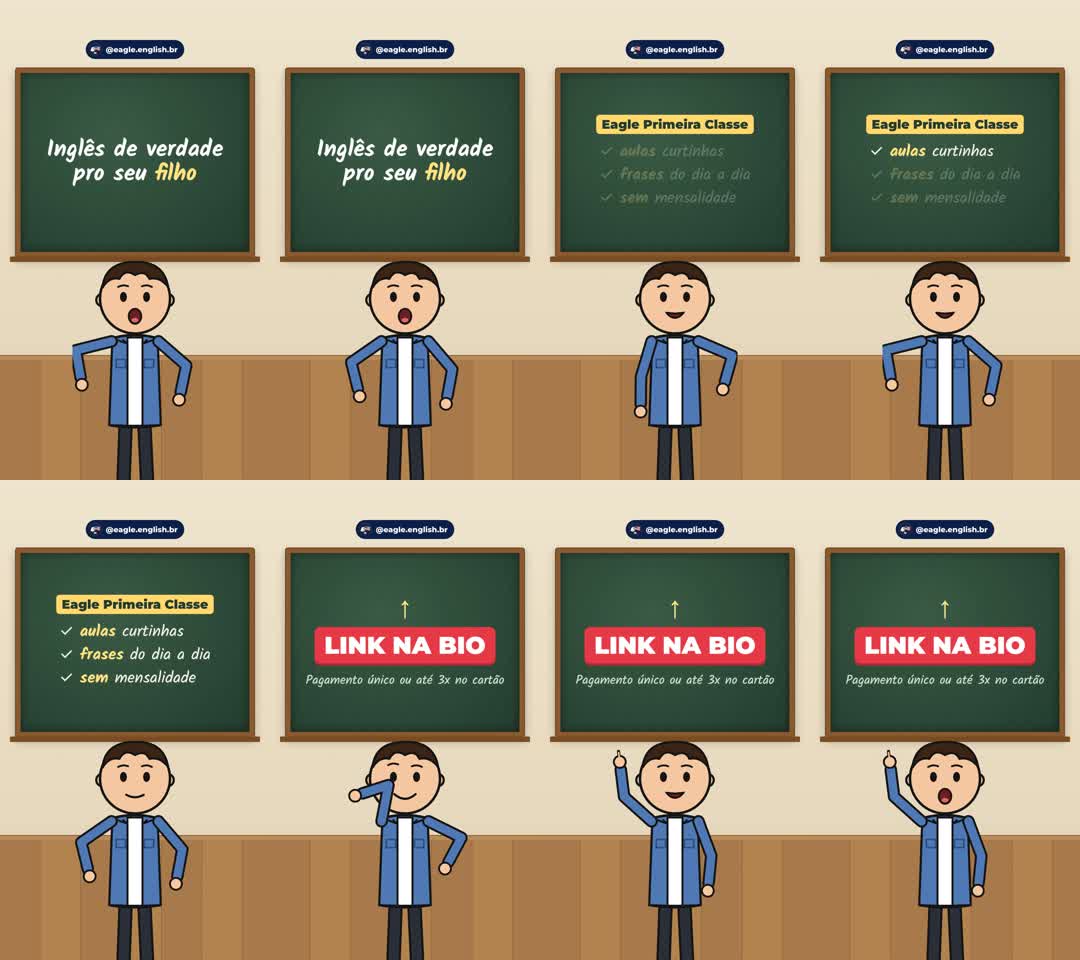 @eagle.english.br
@eagle.english.br
@eagle.english.br
@eagle.english.br
Inglês de verdade
pro seu filho
Inglês de verdade
pro seu filho
Eagle Primeira Classe
✓ aulas curtinhas
✓ frases do dia a dia
✓ sem mensalidade
Eagle Primeira Classe
✓ aulas curtinhas
✓ frases do dia a dia
✓ sem mensalidade
@eagle.english.br
@eagle.english.br
@eagle.english.br
@eagle.english.br
Eagle Primeira Classe
✓ aulas curtinhas
✓ frases do dia a dia
✓ sem mensalidade
↑
LINK NA BIO
Pagamento único ou até 3x no cartão
↑
LINK NA BIO
Pagamento único ou até 3x no cartão
↑
LINK NA BIO
Pagamento único ou até 3x no cartão